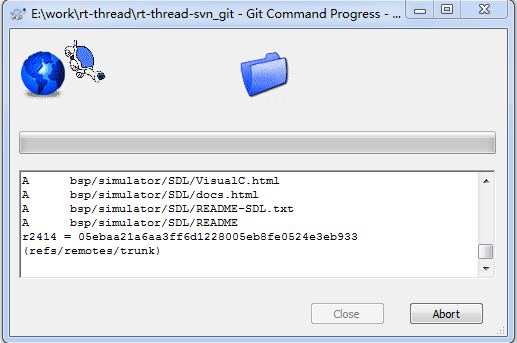 E:\work\rt-thread\rt-thread-svn_git - Git Command Progress - ...
A bsp/simulator/SDL/VisualC.html
A bsp/simulator/SDL/docs.html
A bsp/simulator/SDL/README-SDL.txt
A bsp/simulator/SDL/README
r2414 = 05ebaa21a6aa3ff6d1228005eb8fe0524e3eb933
(refs/remotes/trunk)
Close
Abort